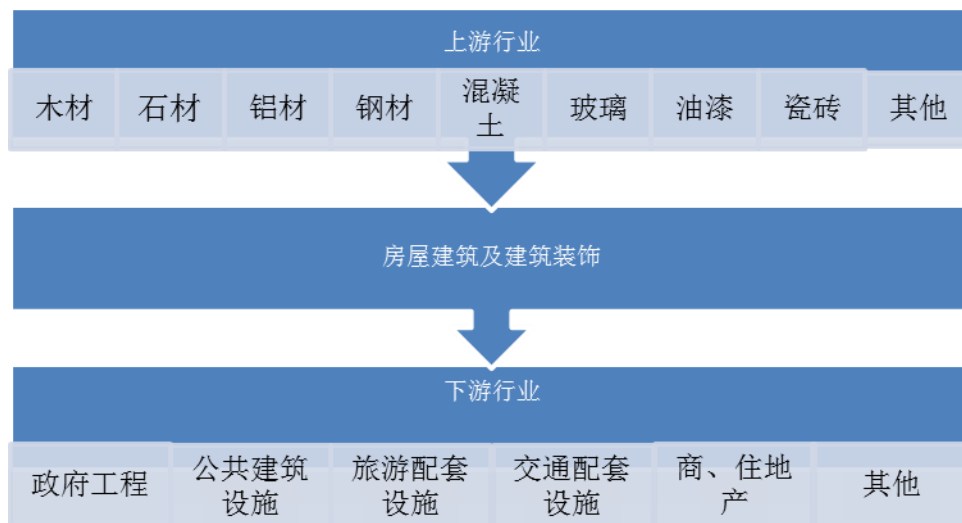 上游行业
木材 石材 铝材 钢材 混凝土 玻璃 油漆 瓷砖 其他
房屋建筑及建筑装饰
下游行业
政府工程 公共建筑设施 旅游配套设施 交通配套设施 商、住地产 其他